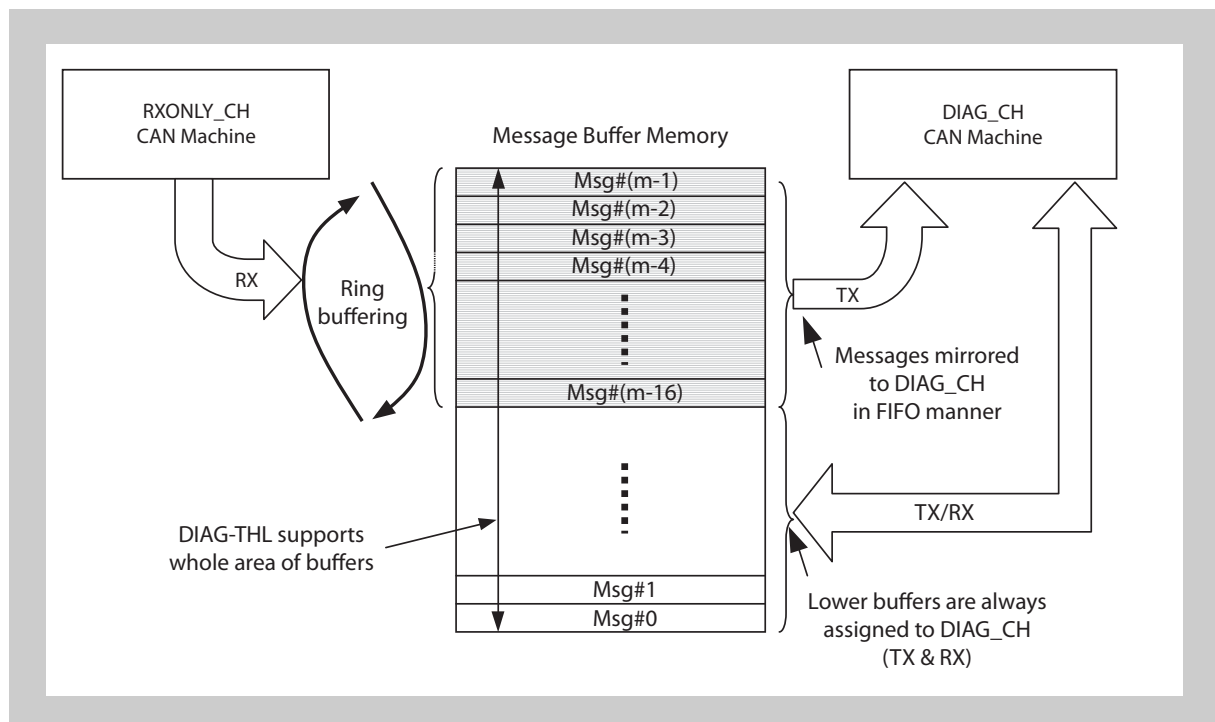 RXONLY_CH
CAN Machine
DIAG_CH
CAN Machine
Message Buffer Memory
Msg#(m-1)
Msg#(m-2)
Msg#(m-3)
Msg#(m-4)
Msg#(m-16)
Msg#1
Msg#0
RX
Ring
buffering
TX
Messages mirrored
to DIAG_CH
in FIFO manner
TX/RX
DIAG-THL supports
whole area of buffers
Lower buffers are always
assigned to DIAG_CH
(TX & RX)